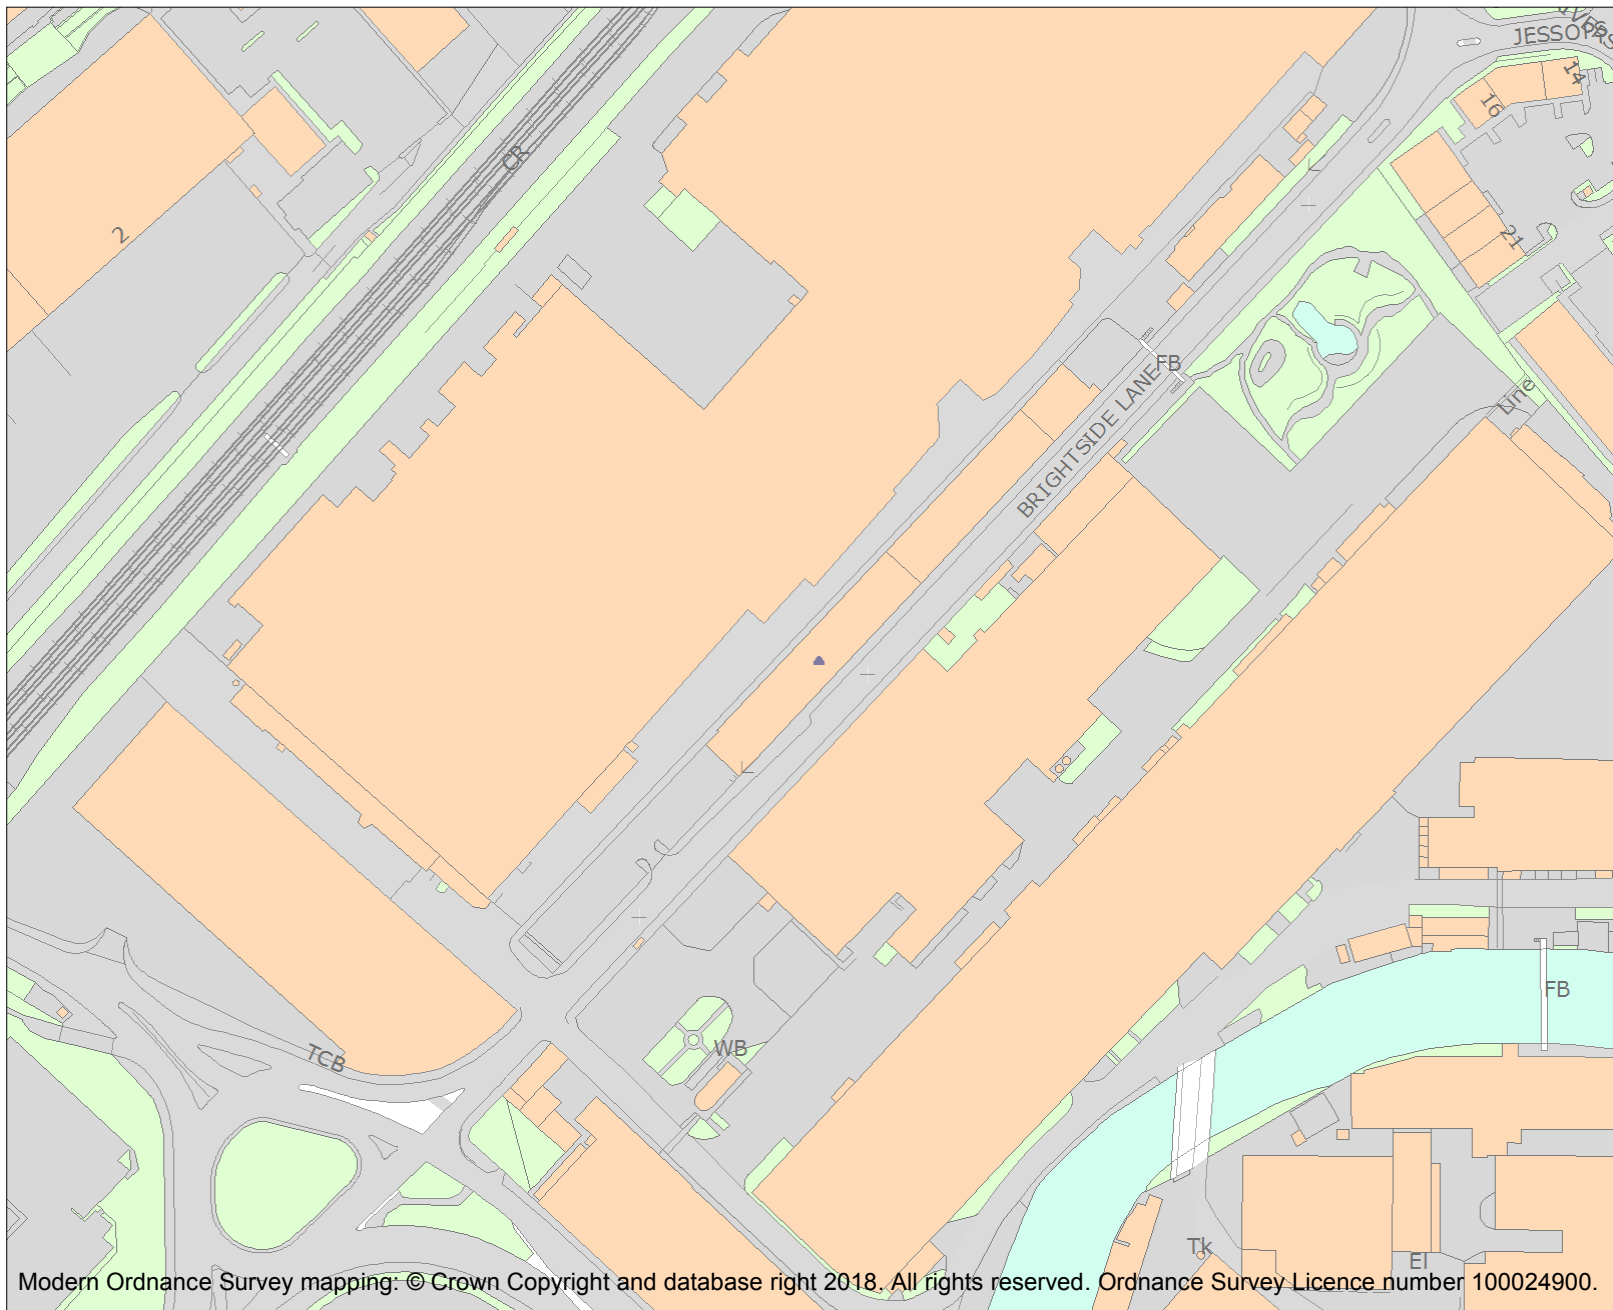 JESSOP
14
16
CR
2
21
FB
BRIGHTSIDE LANE
Line
FB
WB
TCB
Tk
El
Modern Ordnance Survey mapping: © Crown Copyright and database right 2018. All rights reserved. Ordnance Survey Licence number 100024900.